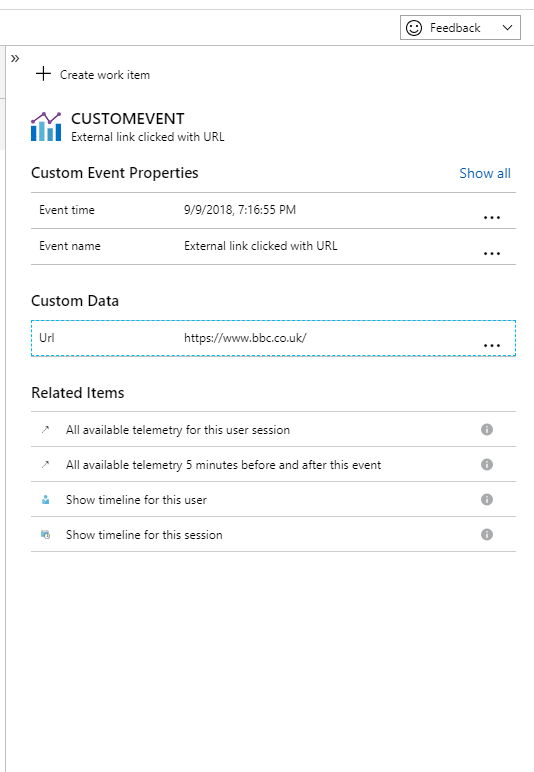 Feedback
»
Create work item
CUSTOMEVENT
External link clicked with URL
Custom Event Properties Show all
Event time 9/9/2018, 7:16:55 PM ...
Event name External link clicked with URL ...
Custom Data
Url https://www.bbc.co.uk/ ...
Related Items
All available telemetry for this user session
All available telemetry 5 minutes before and after this event
Show timeline for this user
Show timeline for this session